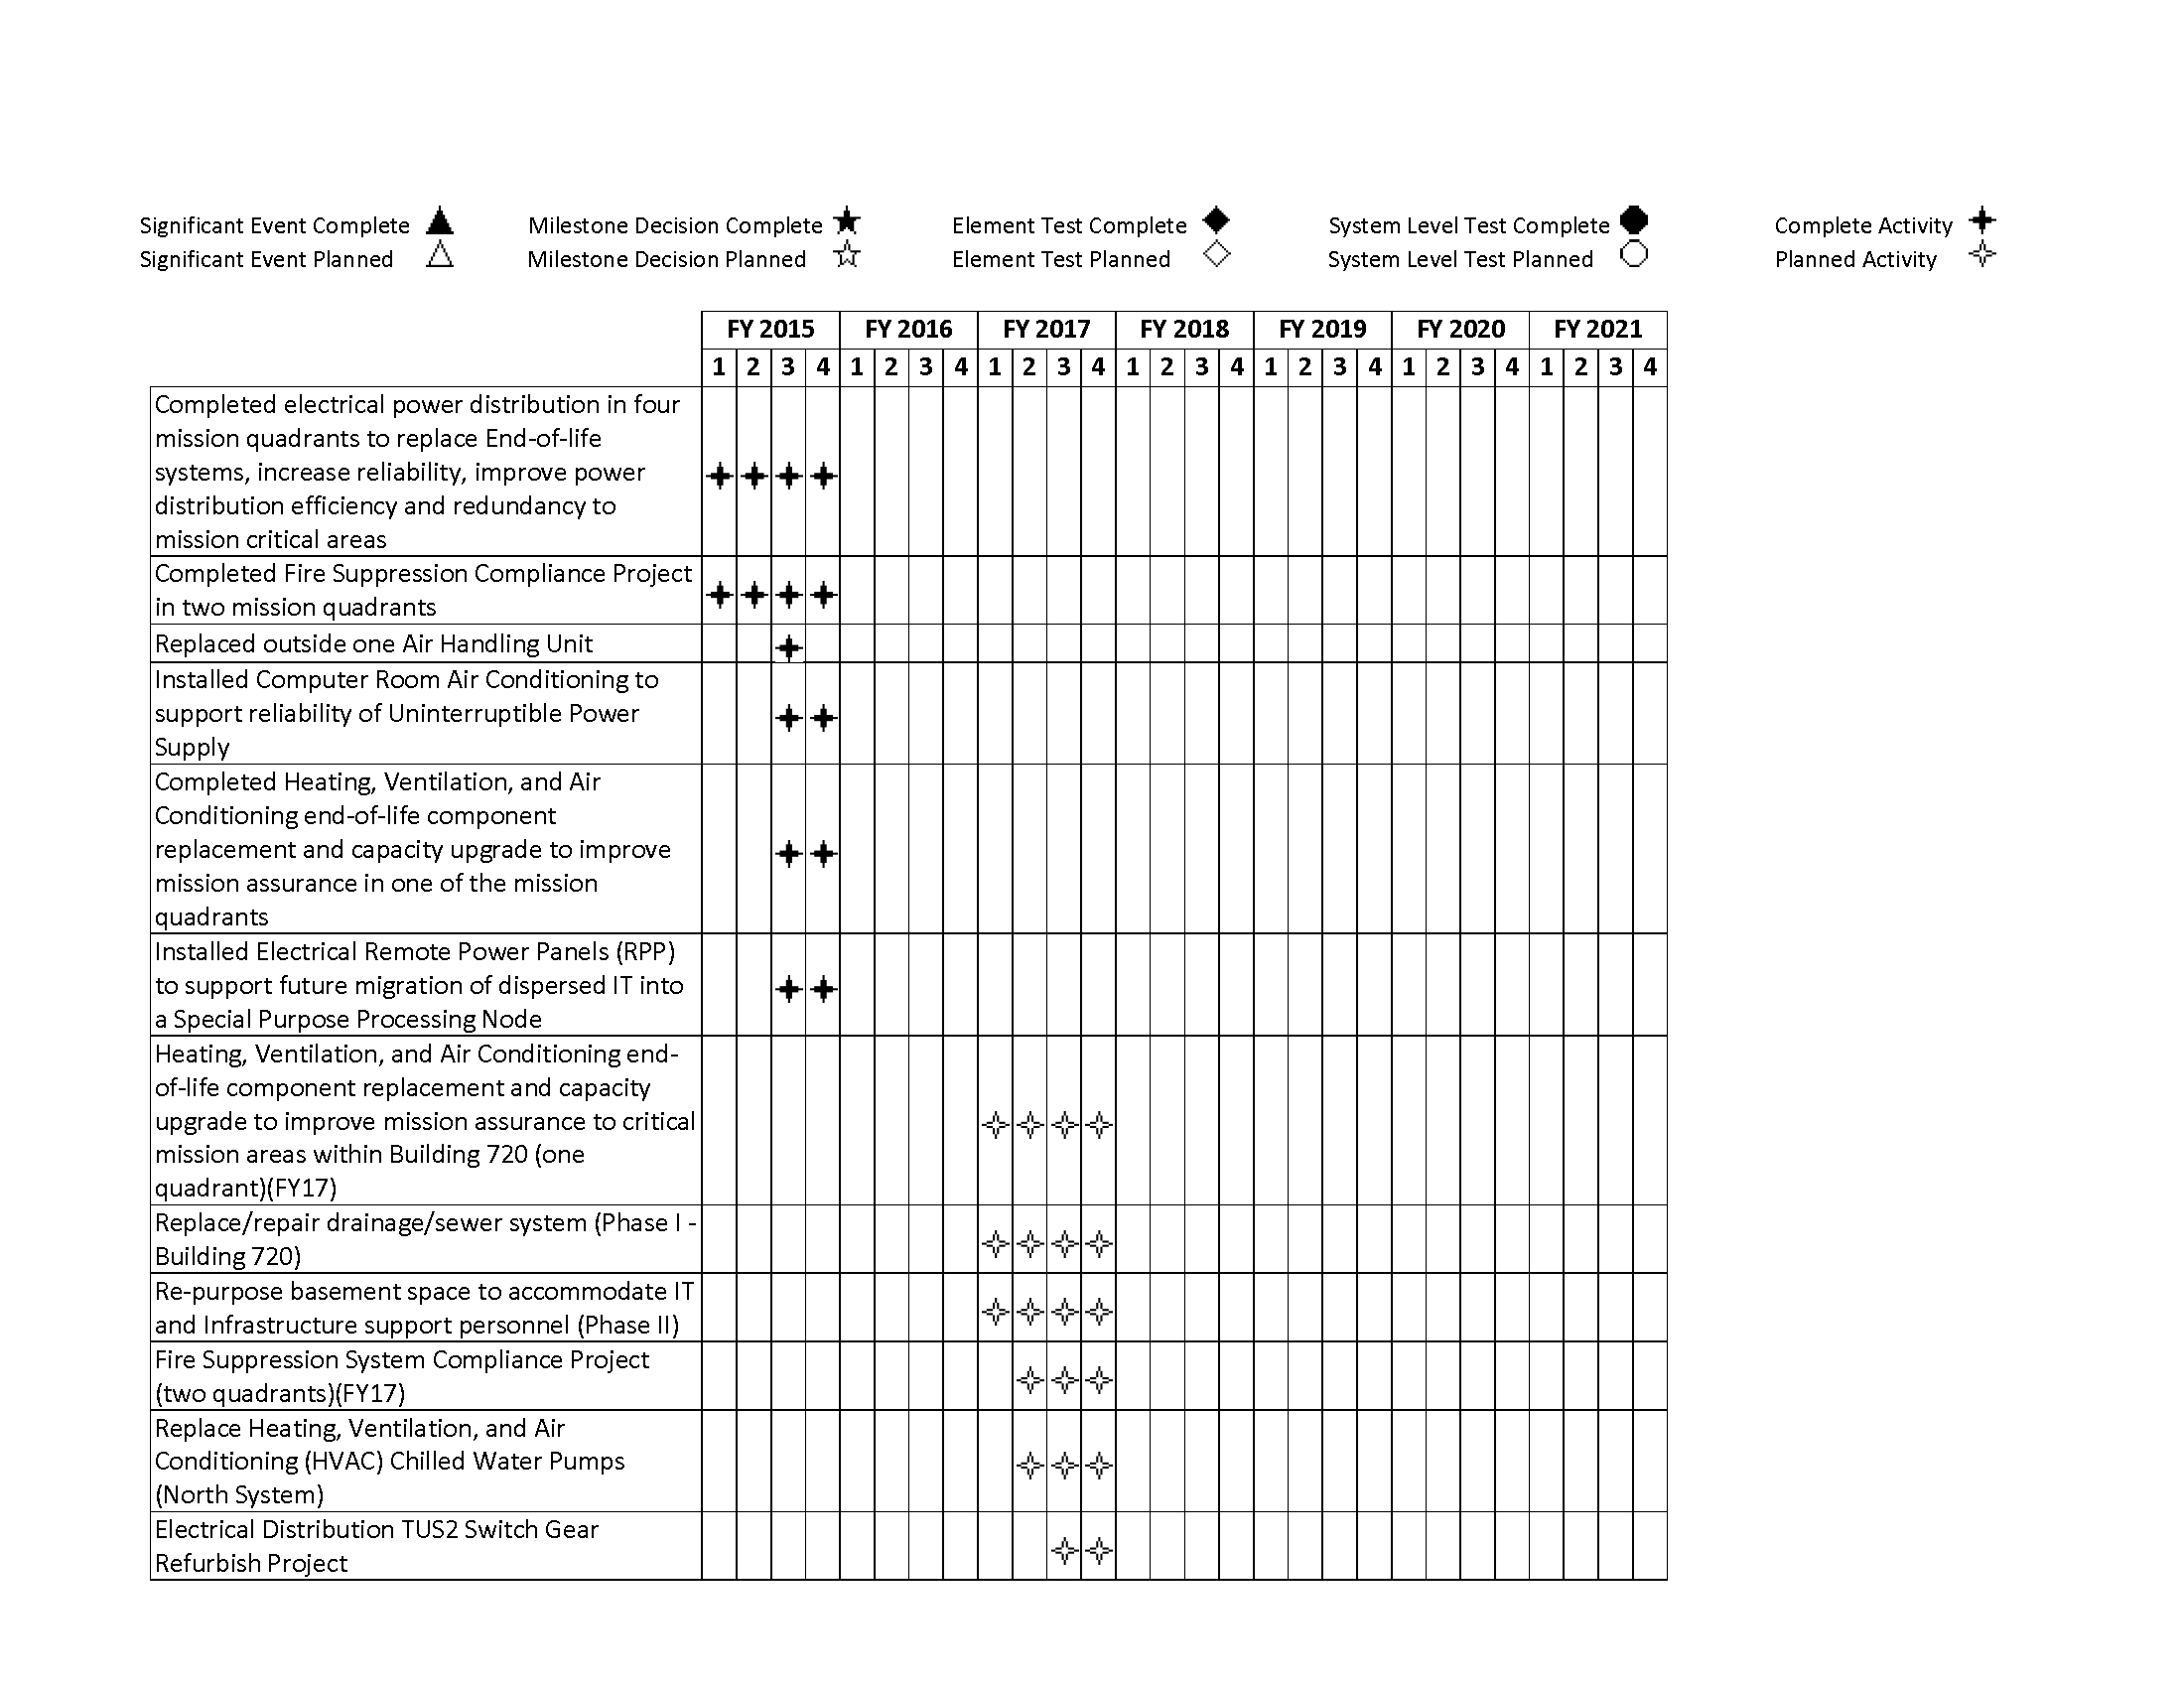 Significant Event Complete
Milestone Decision Complete
Element Test Complete
System Level Test Complete
Complete Activity
Significant Event Planned
Milestone Decision Planned
Element Test Planned
System Level Test Planned
Planned Activity
FY 2015 FY 2016 FY 2017 FY 2018 FY 2019 FY 2020 FY 2021
1 2 3 4 1 2 3 4 1 2 3 4 1 2 3 4 1 2 3 4 1 2 3 4 1 2 3 4
Completed electrical power distribution in four
mission quadrants to replace End-of-life
systems, increase reliability, improve power
distribution efficiency and redundancy to
mission critical areas
Completed Fire Suppression Compliance Project
in two mission quadrants
Replaced outside one Air Handling Unit
Installed Computer Room Air Conditioning to
support reliability of Uninterruptible Power
Supply
Completed Heating, Ventilation, and Air
Conditioning end-of-life component
replacement and capacity upgrade to improve
mission assurance in one of the mission
quadrants
Installed Electrical Remote Power Panels (RPP)
to support future migration of dispersed IT into
a Special Purpose Processing Node
Heating, Ventilation, and Air Conditioning end-
of-life component replacement and capacity
upgrade to improve mission assurance to critical
mission areas within Building 720 (one
quadrant)(FY17)
Replace/repair drainage/sewer system (Phase I -
Building 720)
Re-purpose basement space to accommodate IT
and Infrastructure support personnel (Phase II)
Fire Suppression System Compliance Project
(two quadrants)(FY17)
Replace Heating, Ventilation, and Air
Conditioning (HVAC) Chilled Water Pumps
(North System)
Electrical Distribution TUS2 Switch Gear
Refurbish Project